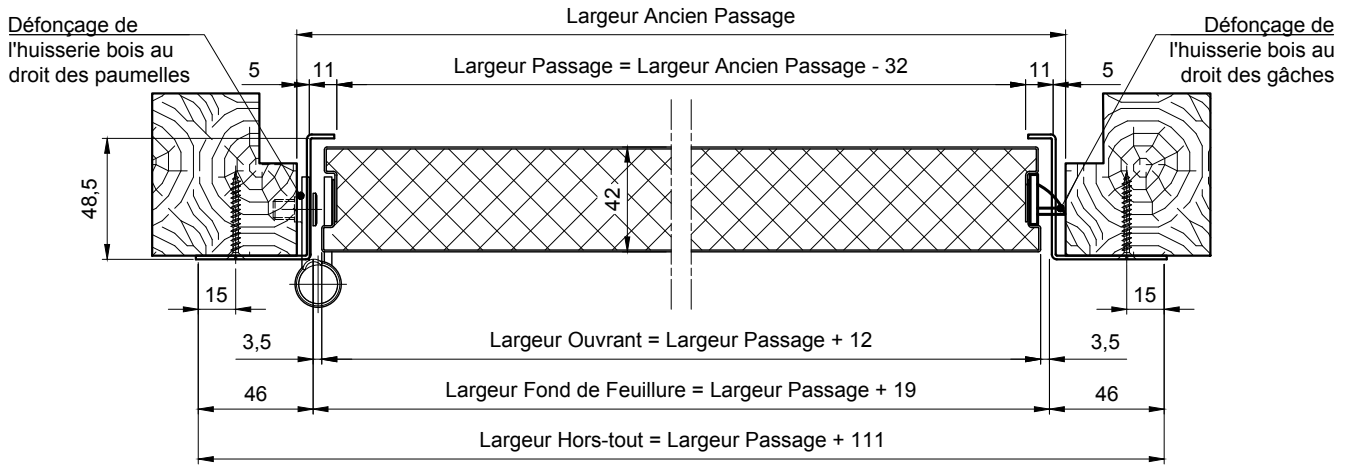 Largeur Ancien Passage
Défonçage de
l'huisserie bois au
droit des paumelles
Défonçage de
l'huisserie bois au
droit des gâches
5
11
Largeur Passage = Largeur Ancien Passage - 32
11
5
48,5
42
15
15
3,5
Largeur Ouvrant = Largeur Passage + 12
3,5
46
Largeur Fond de Feuillure = Largeur Passage + 19
46
Largeur Hors-tout = Largeur Passage + 111